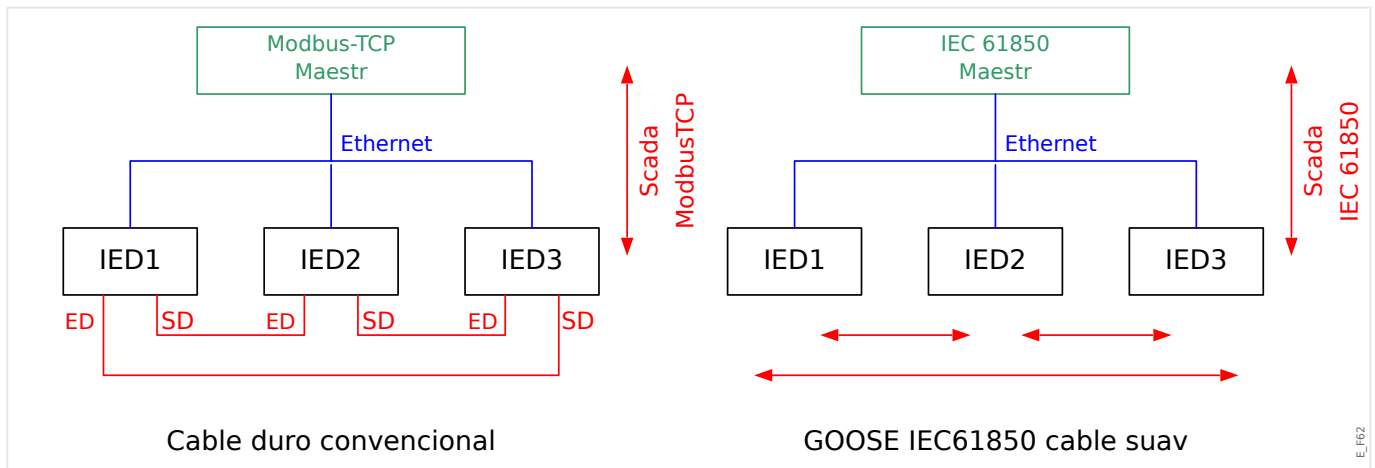 Modbus-TCP
Maestr
Ethernet
Scada
ModbusTCP
IED1
IED2
IED3
ED
SD
ED
SD
ED
SD
Cable duro convencional
IEC 61850
Maestr
Ethernet
Scada
IEC 61850
IED1
IED2
IED3
GOOSE IEC61850 cable suav
E_F62